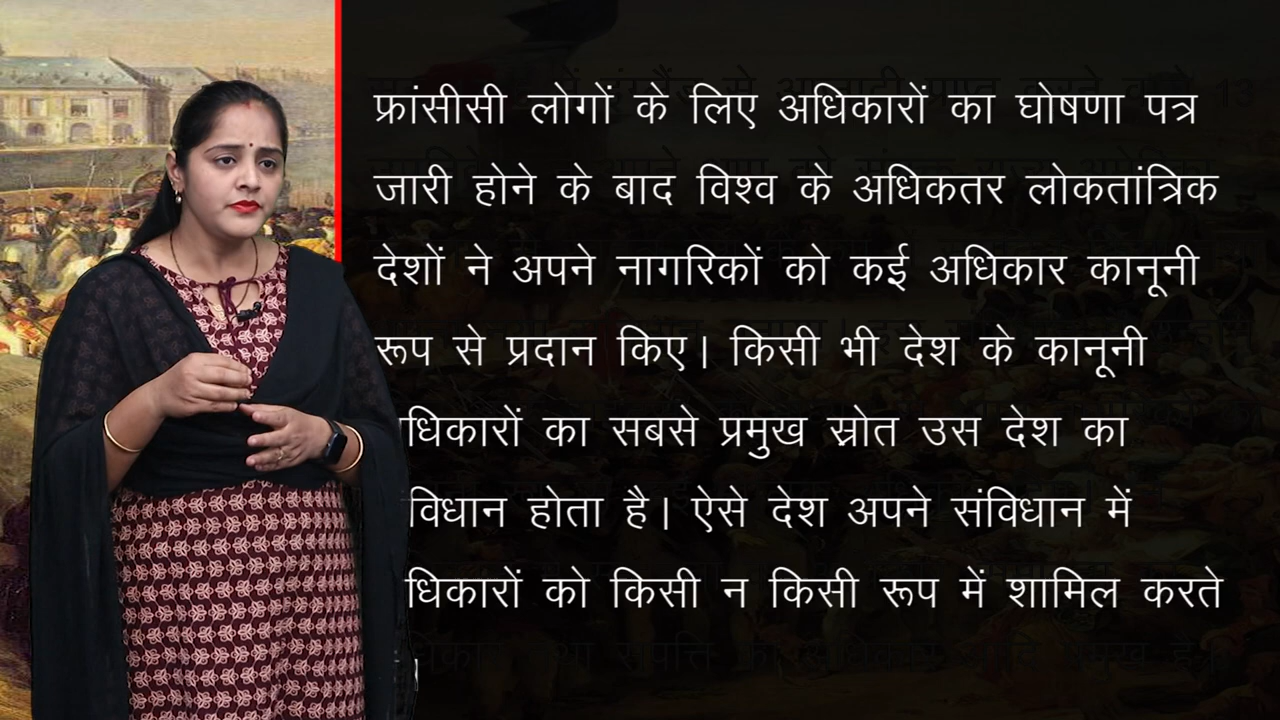 फ्रांसीसी लोगों के लिए अधिकारों का घोषणा पत्र
जारी होने के बाद विश्व के अधिकतर लोकतांत्रिक
देशों ने अपने नागरिकों को कई अधिकार कानूनी
रूप से प्रदान किए। किसी भी देश के कानूनी
धिकारों का सबसे प्रमुख स्रोत उस देश का
विधान होता है। ऐसे देश अपने संविधान में
धिकारों को किसी न किसी रूप में शामिल करते